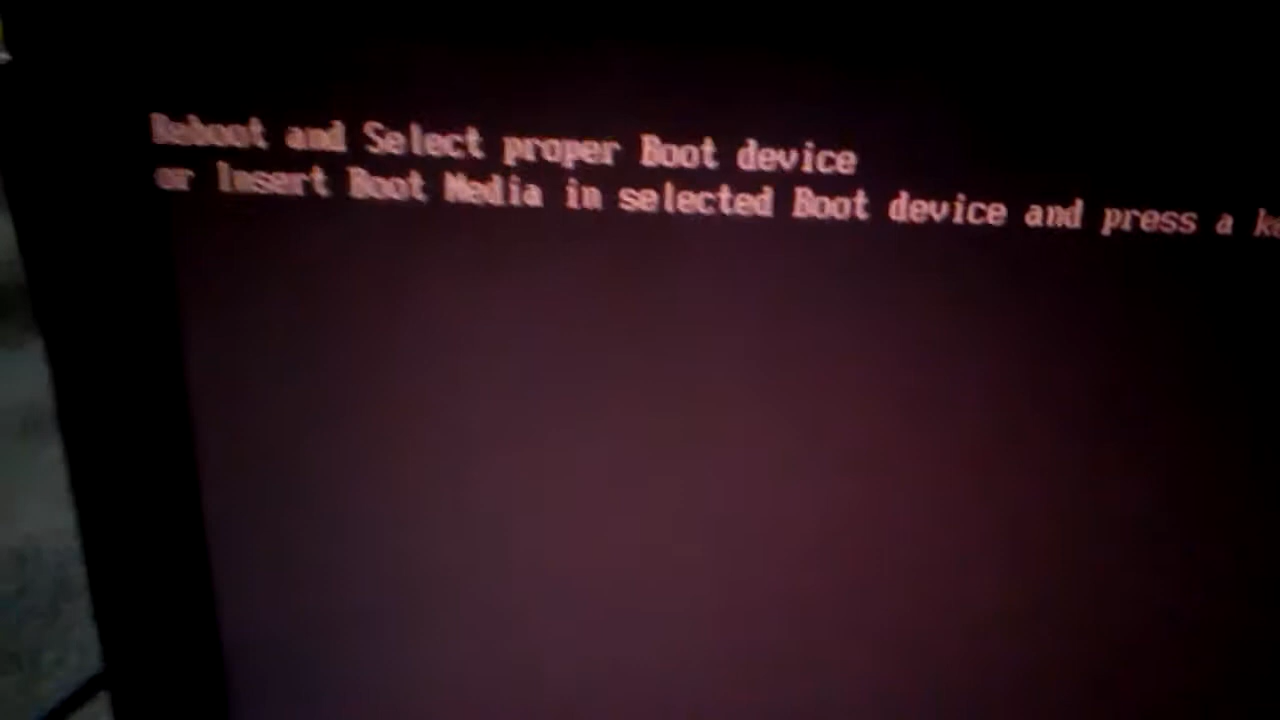 Reboot and Select proper Boot device
or Insert Boot Media in selected Boot device and press a